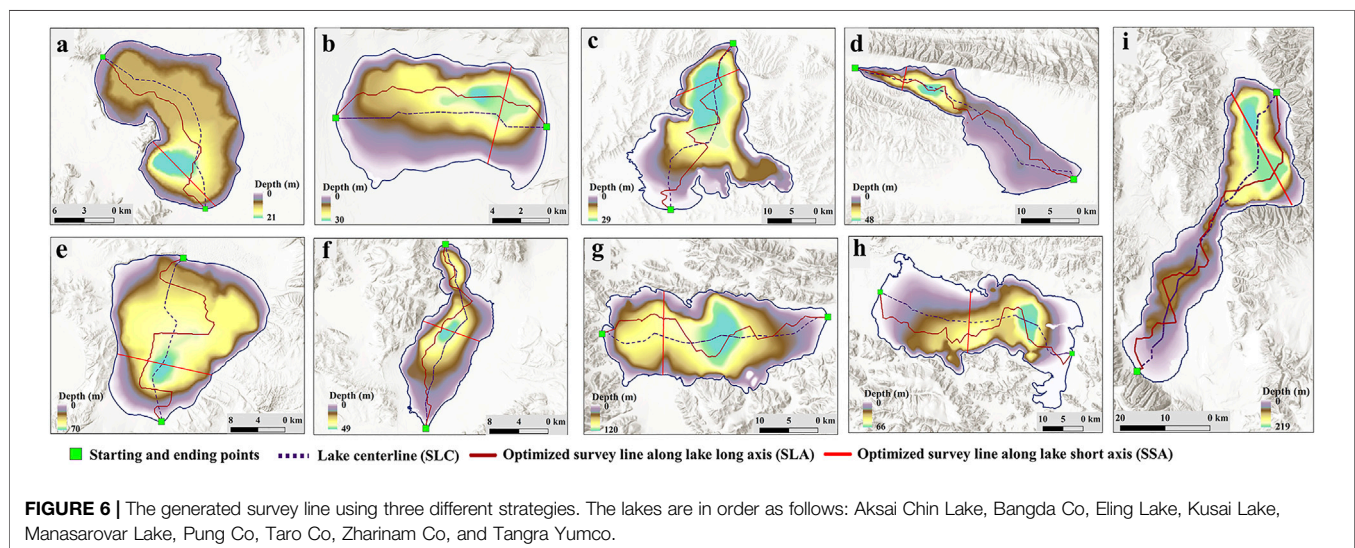 a
Depth (m)
0
21
6 3 0 km
b
Depth (m)
0
30
4 2 0 km
c
Depth (m)
0
29
10 5 0 km
d
Depth (m)
0
48
10 5 0 km
e
Depth (m)
0
70
8 4 0 km
f
Depth (m)
0
49
8 4 0 km
g
Depth (m)
0
120
10 5 0 km
h
Depth (m)
0
66
10 5 0 km
i
Depth (m)
0
219
20 10 0 km
Starting and ending points Lake centerline (SLC) Optimized survey line along lake long axis (SLA) Optimized survey line along lake short axis (SSA)
FIGURE 6 | The generated survey line using three different strategies. The lakes are in order as follows: Aksai Chin Lake, Bangda Co, Eling Lake, Kusai Lake,
Manasarovar Lake, Pung Co, Taro Co, Zharinam Co, and Tangra Yumco.